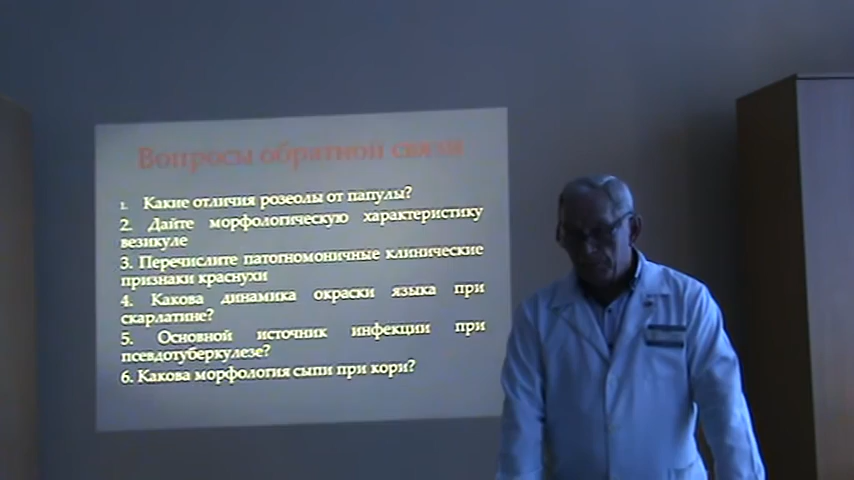 Вопросы обратной связи
1. Какие отличия розеолы от папулы?
2. Дайте морфологическую характеристику
везикуле
3. Перечислите патогномоничные клинические
признаки краснухи
4. Какова динамика окраски языка при
скарлатине?
5. Основной источник инфекции при
псевдотуберкулезе?
6. Какова морфология сыпи при кори?